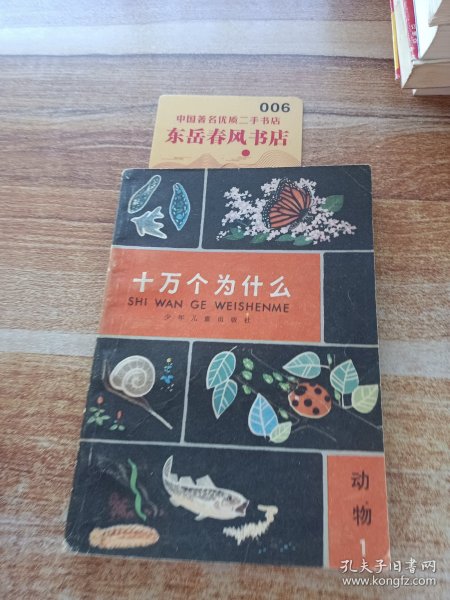 006
中国著名优质二手书店
东岳春风书店
十万个为什么
SHI WAN GE WEISHENME
少年儿童出版社
动物
1
孔夫子旧书网
www.kongfz.com